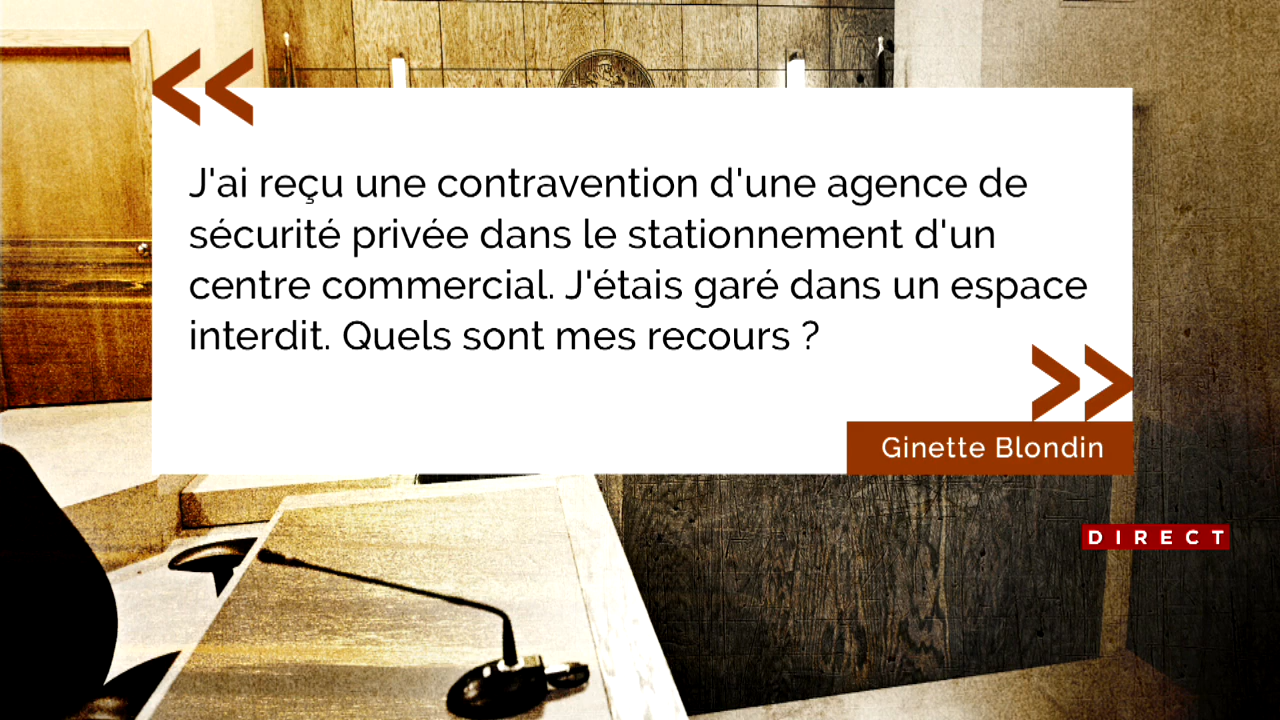 «
J'ai reçu une contravention d'une agence de
sécurité privée dans le stationnement d'un
centre commercial. J'étais garé dans un espace
interdit. Quels sont mes recours ?
»
Ginette Blondin
DIRECT